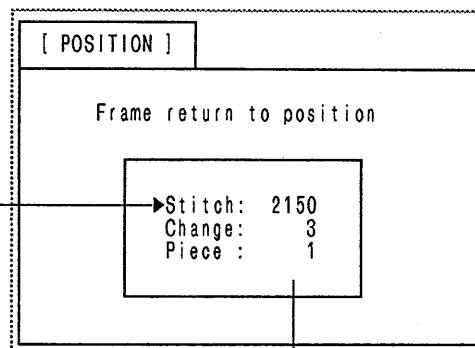 [ POSITION ]
Frame return to position
Stitch: 2150
Change: 3
Piece : 1